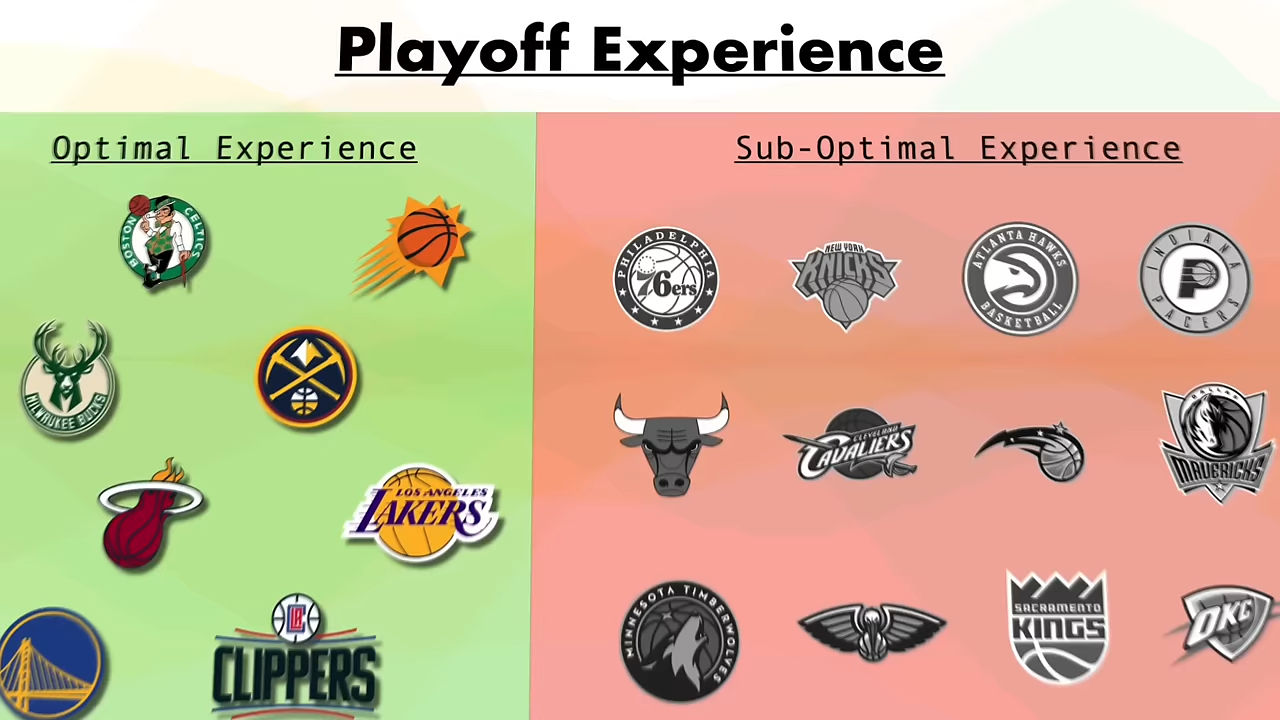 Playoff Experience
Optimal Experience
Sub-Optimal Experience
BOSTON CELTICS
PHILADELPHIA
76ers
NEW YORK
KNICKS
ATLANTA HAWKS
BASKETBALL
INDIANA
PACERS
MILWAUKEE BUCKS
CLEVELAND
CAVALIERS
DALLAS
MAVERICKS
LOS ANGELES
LAKERS
MINNESOTA TIMBERWOLVES
SACRAMENTO
KINGS
OKC
CLIPPERS